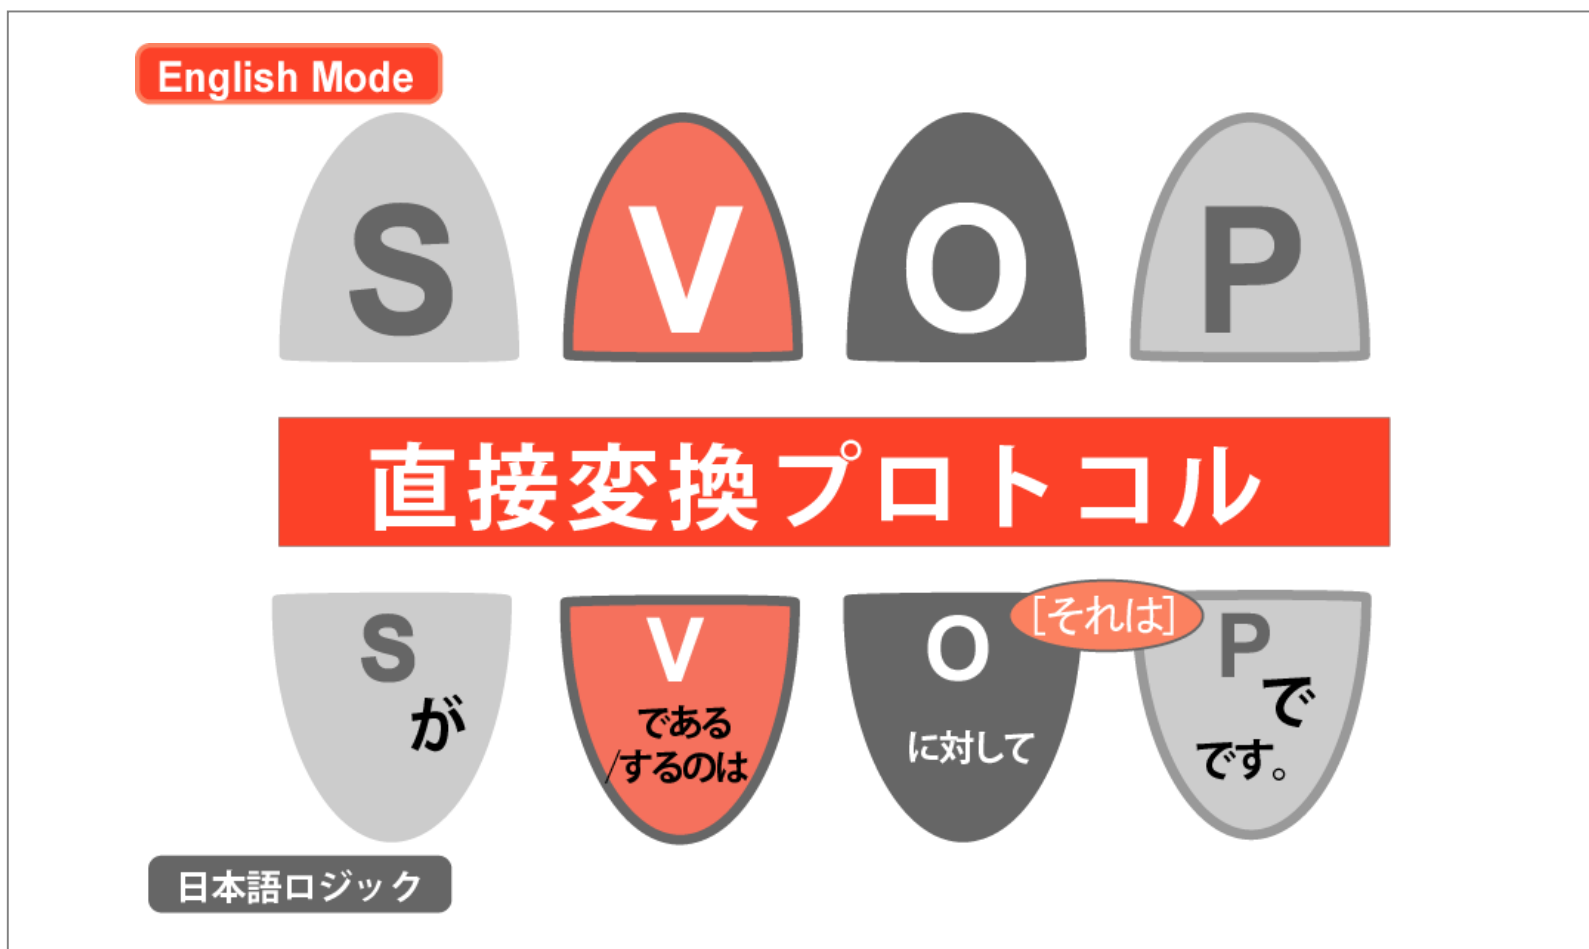 English Mode
S V O P
直接変換プロトコル
[それは]
S V O P
が
である
/するのは
に対して
で
です。
日本語ロジック